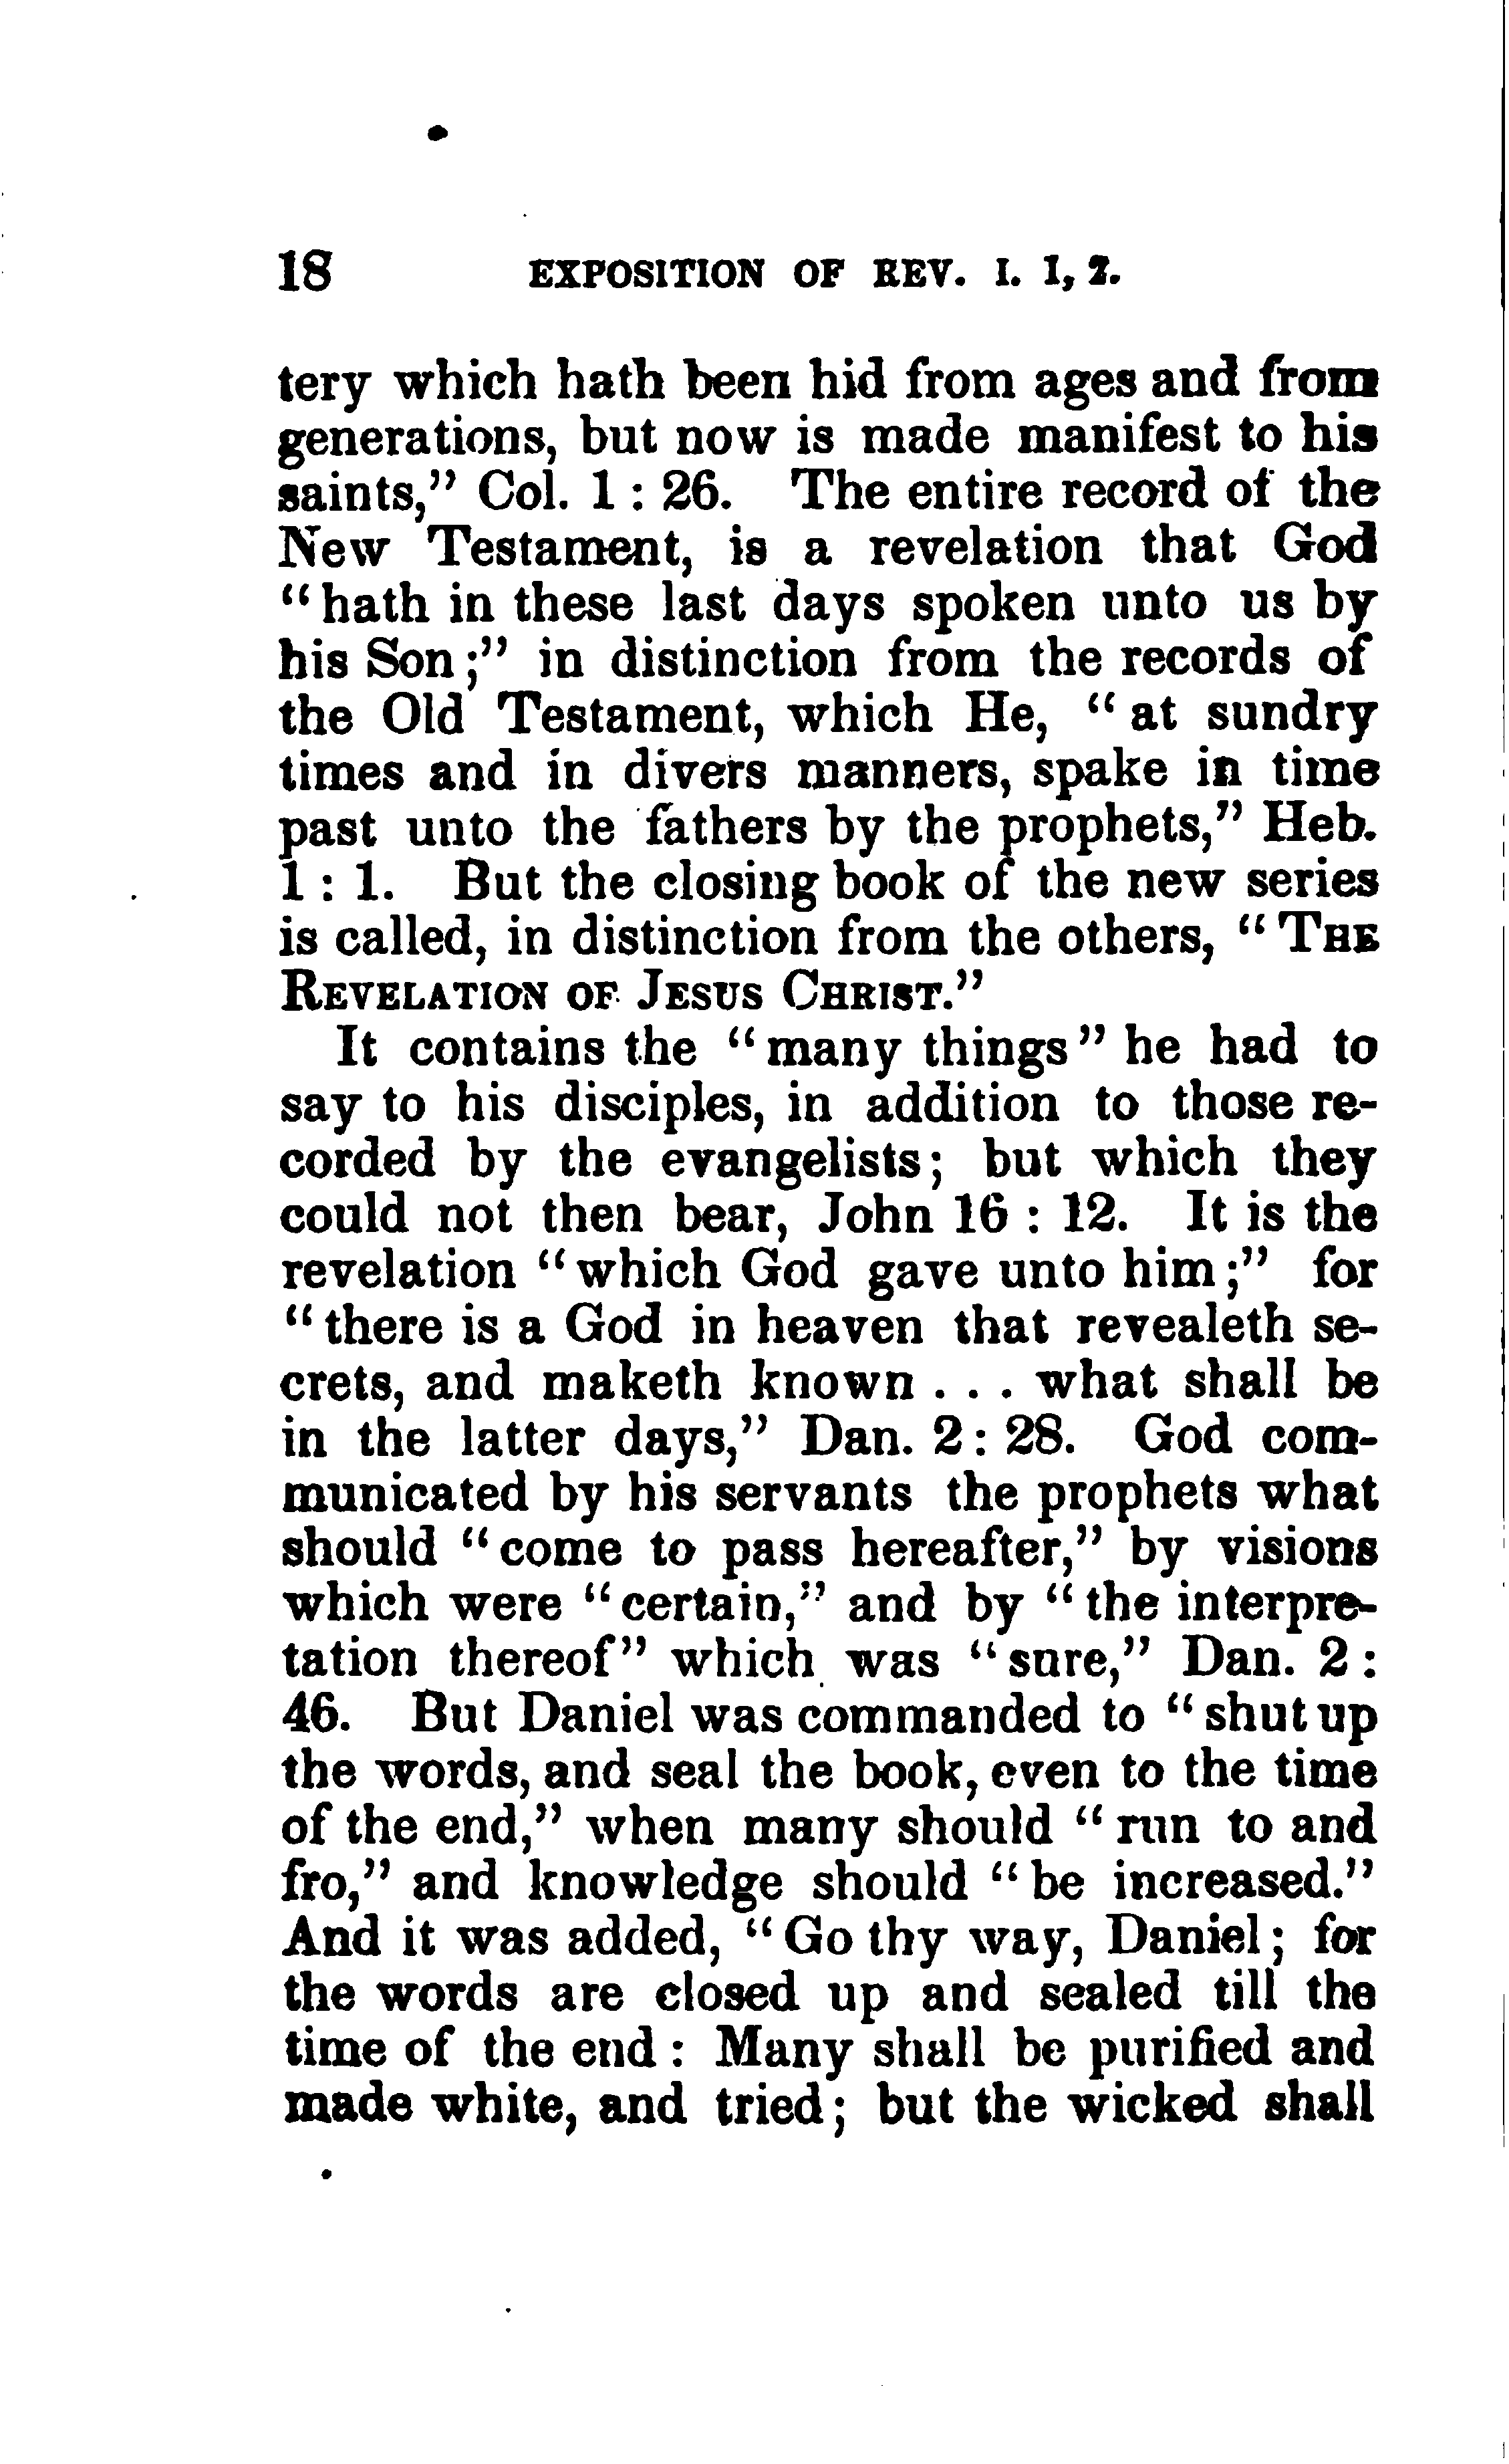 18 EXPOSITION OF REV. I. 1, 2.
tery which hath been hid from ages and from
generations, but now is made manifest to his
saints," Col. 1 : 26. The entire record of the
New Testament, is a revelation that God
"hath in these last days spoken unto us by
his Son;" in distinction from the records of
the Old Testament, which He, "at sundry
times and in divers manners, spake in time
past unto the fathers by the prophets," Heb.
1 : 1. But the closing book of the new series
is called, in distinction from the others, "THE
REVELATION OF JESUS CHRIST."
It contains the "many things" he had to
say to his disciples, in addition to those re-
corded by the evangelists; but which they
could not then bear, John 16 : 12. It is the
revelation "which God gave unto him;" for
"there is a God in heaven that revealeth se-
crets, and maketh known . . . what shall be
in the latter days," Dan. 2 : 28. God com-
municated by his servants the prophets what
should "come to pass hereafter," by visions
which were "certain," and by "the interpre-
tation thereof" which was "sure," Dan. 2 :
46. But Daniel was commanded to "shut up
the words, and seal the book, even to the time
of the end," when many should "run to and
fro," and knowledge should "be increased."
And it was added, "Go thy way, Daniel; for
the words are closed up and sealed till the
time of the end : Many shall be purified and
made white, and tried; but the wicked shall